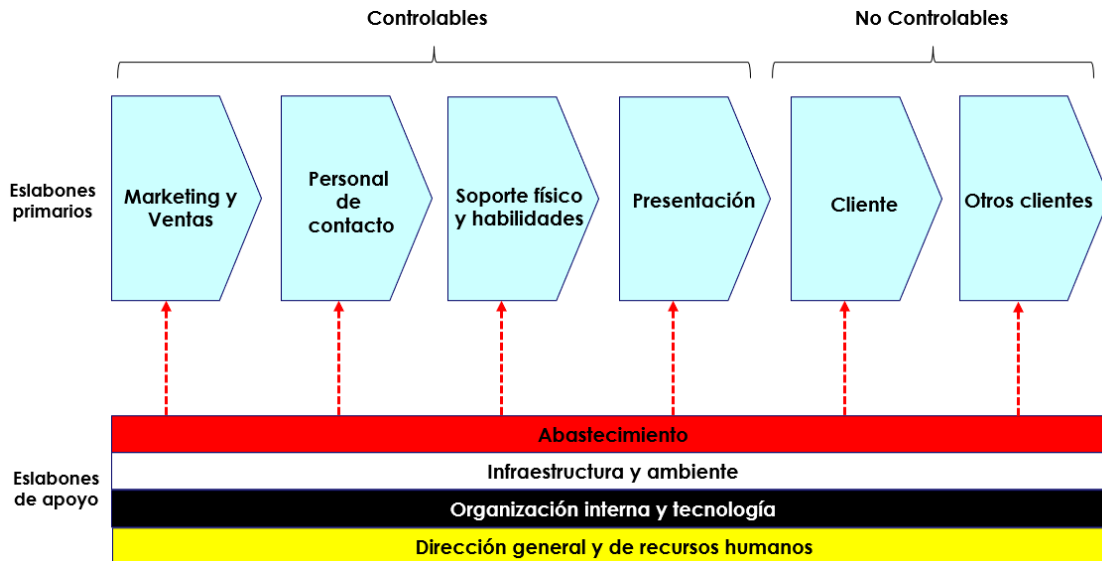 Controlables
No Controlables
Eslabones
primarios
Marketing y
Ventas
Personal
de
contacto
Soporte físico
y habilidades
Presentación
Cliente
Otros clientes
Eslabones
de apoyo
Abastecimiento
Infraestructura y ambiente
Organización interna y tecnología
Dirección general y de recursos humanos